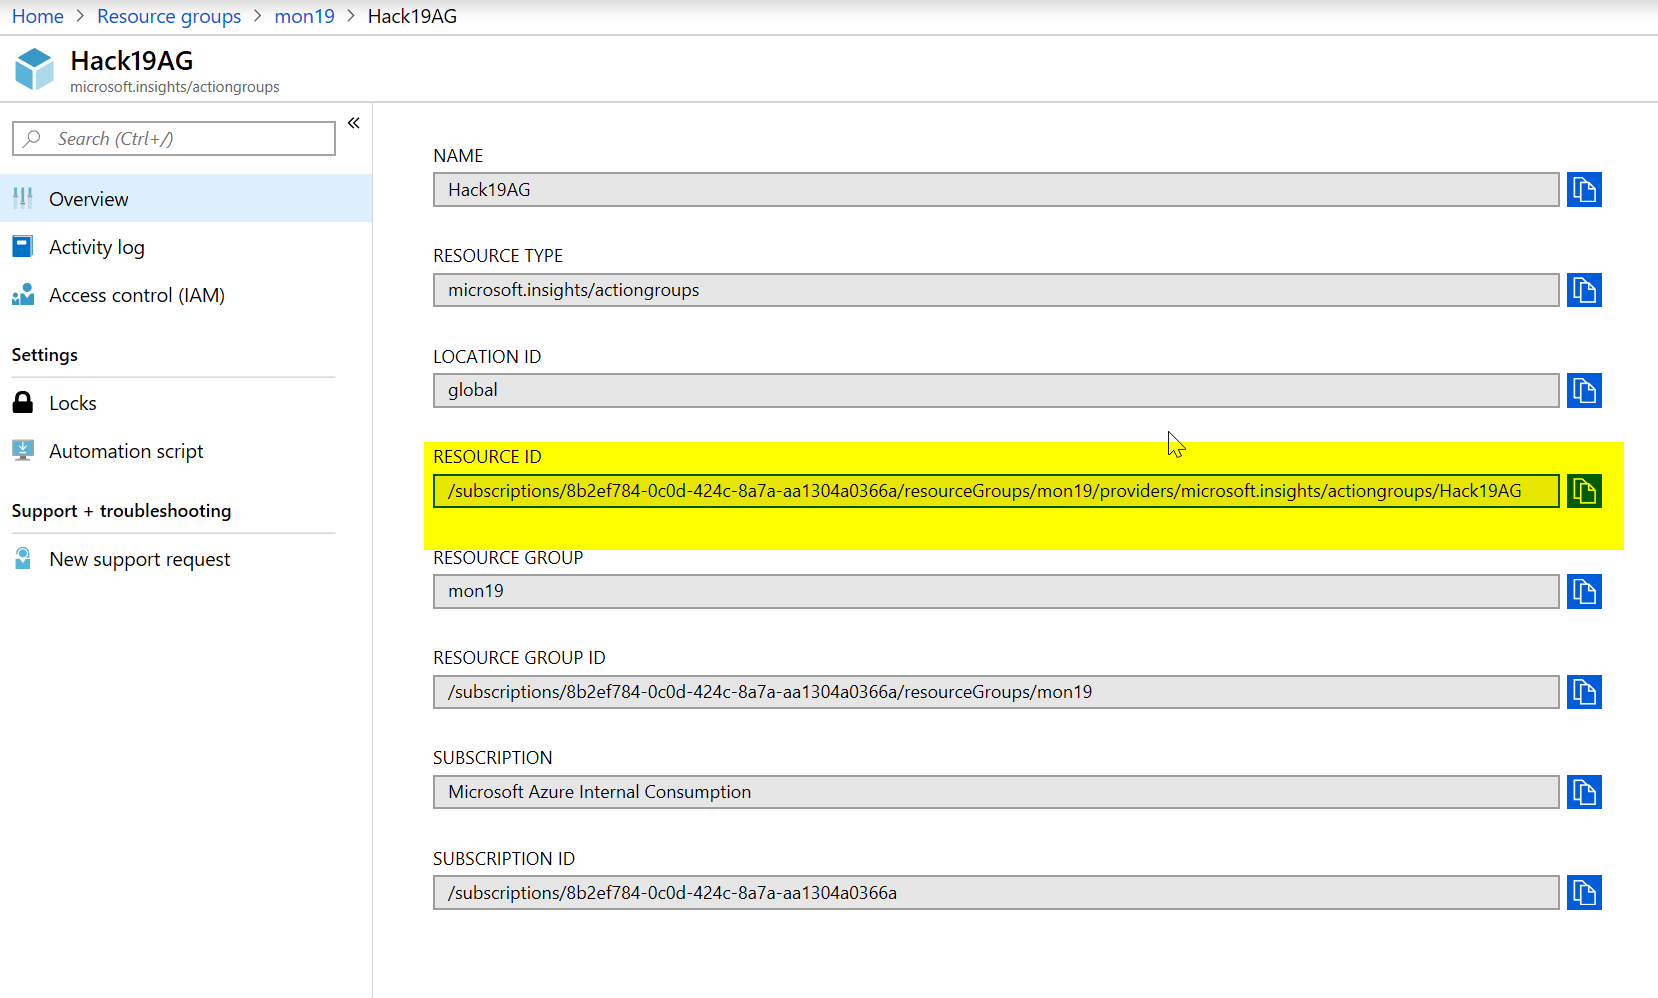 Home > Resource groups > mon19 > Hack19AG
Hack19AG
microsoft.insights/actiongroups
Search (Ctrl+/)
«
Overview
Activity log
Access control (IAM)
Settings
Locks
Automation script
Support + troubleshooting
New support request
NAME
Hack19AG
RESOURCE TYPE
microsoft.insights/actiongroups
LOCATION ID
global
RESOURCE ID
/subscriptions/8b2ef784-0c0d-424c-8a7a-aa1304a0366a/resourceGroups/mon19/providers/microsoft.insights/actiongroups/Hack19AG
RESOURCE GROUP
mon19
RESOURCE GROUP ID
/subscriptions/8b2ef784-0c0d-424c-8a7a-aa1304a0366a/resourceGroups/mon19
SUBSCRIPTION
Microsoft Azure Internal Consumption
SUBSCRIPTION ID
/subscriptions/8b2ef784-0c0d-424c-8a7a-aa1304a0366a